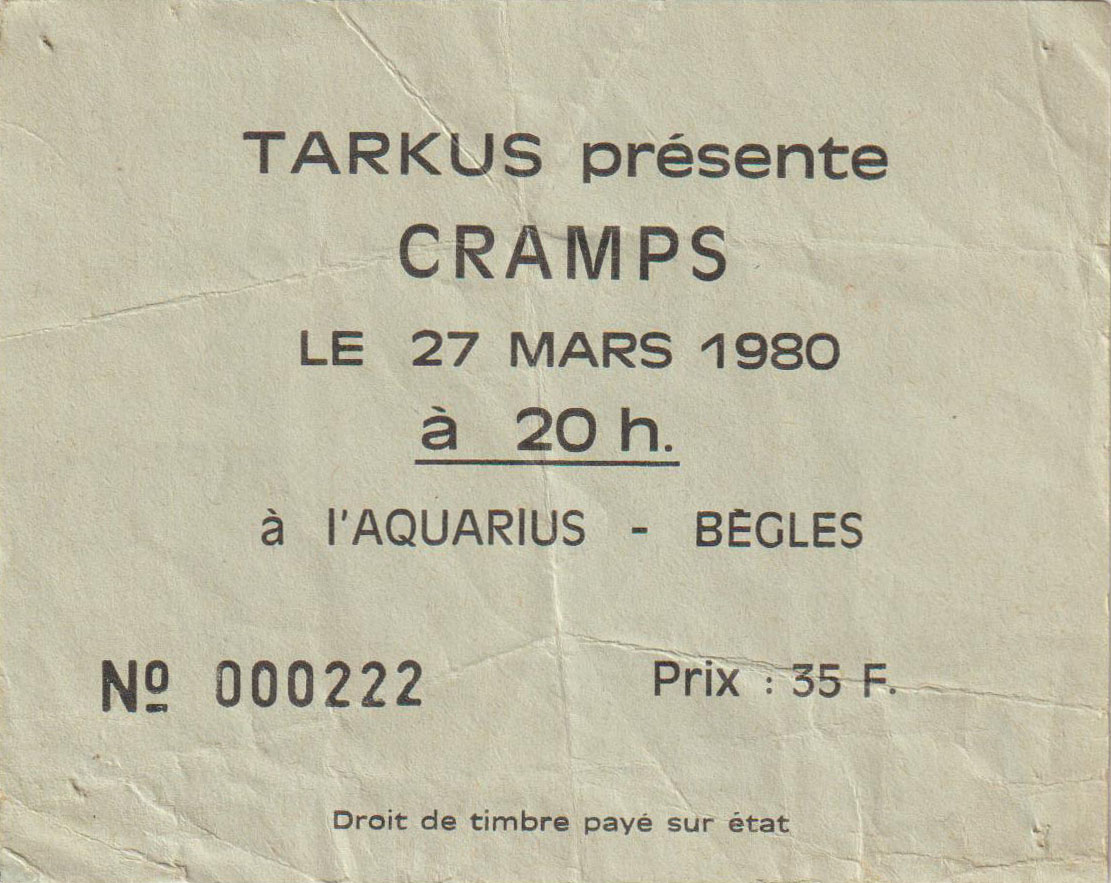 TARKUS présente
CRAMPS
LE 27 MARS 1980
à 20 h.
à l'AQUARIUS - BÈGLES
Nº 000222 Prix : 35 F.
Droit de timbre payé sur état